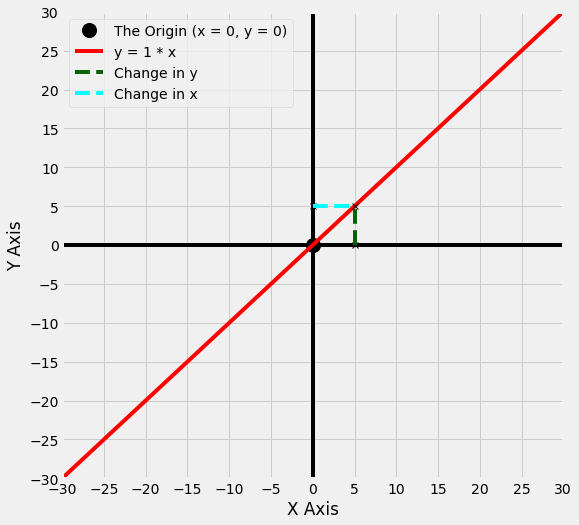 The Origin (x = 0, y = 0)
y = 1 * x
Change in y
Change in x
30
25
20
15
10
5
0
−5
−10
−15
−20
−25
−30
Y Axis
−30 −25 −20 −15 −10 −5 0 5 10 15 20 25 30
X Axis